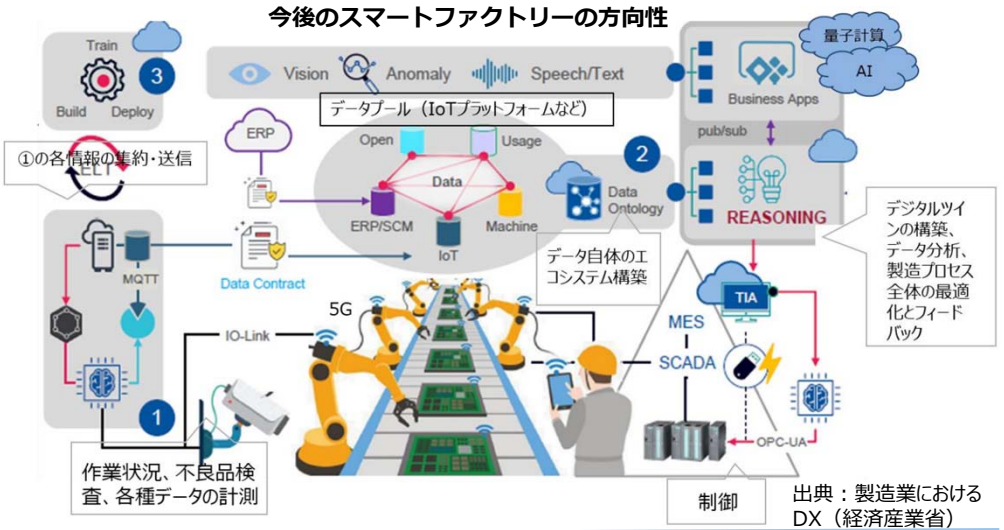 今後のスマートファクトリーの方向性
Train
Build
Deploy
3
Vision
Anomaly
Speech/Text
Business Apps
量子計算
AI
データプール（IoTプラットフォームなど）
ERP
Open
Usage
Data
ERP/SCM
Machine
IoT
2
Data
Ontology
pub/sub
REASONING
①の各情報の集約・送信
ELT
MQTT
Data Contract
データ自体のエ
コシステム構築
デジタルツイ
ンの構築、
データ分析、
製造プロセス
全体の最適
化とフィード
バック
5G
IO-Link
1
MES
SCADA
TIA
OPC-UA
作業状況、不良品検
査、各種データの計測
制御
出典：製造業における
DX（経済産業省）